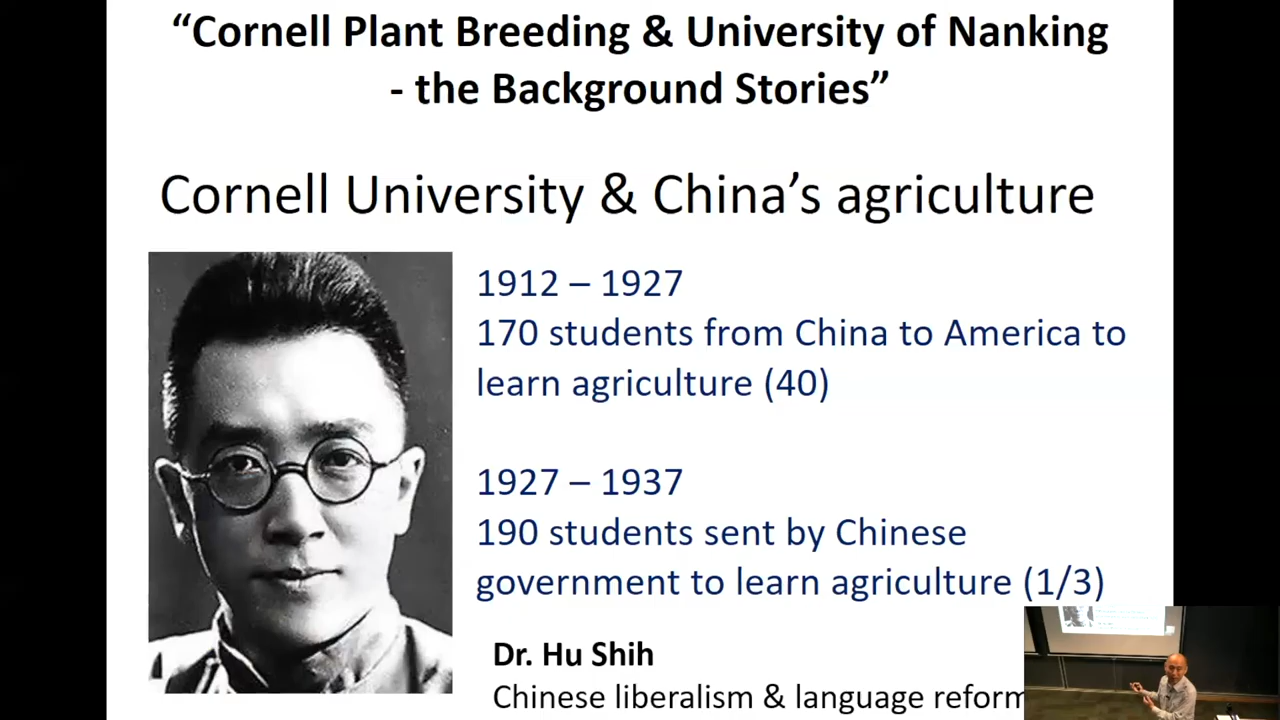 “Cornell Plant Breeding & University of Nanking
- the Background Stories”
Cornell University & China’s agriculture
1912 – 1927
170 students from China to America to
learn agriculture (40)
1927 – 1937
190 students sent by Chinese
government to learn agriculture (1/3)
Dr. Hu Shih
Chinese liberalism & language reform